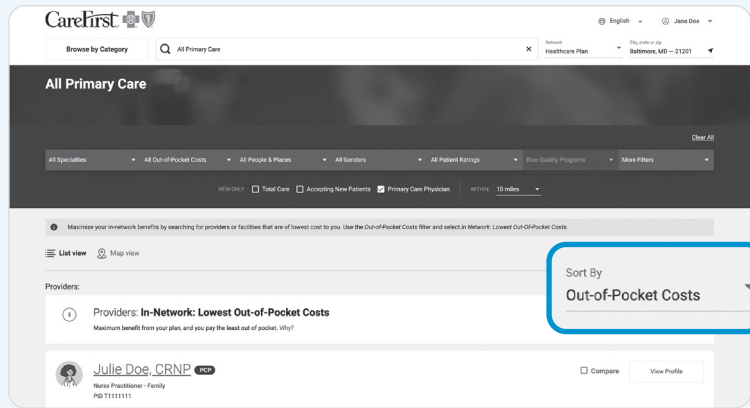 CareFirst
English
Jane Doe
Browse by Category
All Primary Care
Network
Healthcare Plan
City, state or zip
Baltimore, MD – 21201
All Primary Care
Clear All
All Specialties
All Out-of-Pocket Costs
All People & Places
All Genders
All Patient Ratings
Blue Quality Programs
More Filters
VIEW ONLY: Total Care Accepting New Patients Primary Care Physician WITHIN: 10 miles
Maximize your in-network benefits by searching for providers or facilities that are of lowest cost to you. Use the Out-of-Pocket Costs filter and select In Network: Lowest Out-Of-Pocket Costs.
List view
Map view
Sort By
Out-of-Pocket Costs
Providers:
$
Providers: In-Network: Lowest Out-of-Pocket Costs
Maximum benefit from your plan, and you pay the least out of pocket. Why?
Julie Doe, CRNP PCP
Nurse Practitioner - Family
PID T1111111
Compare
View Profile